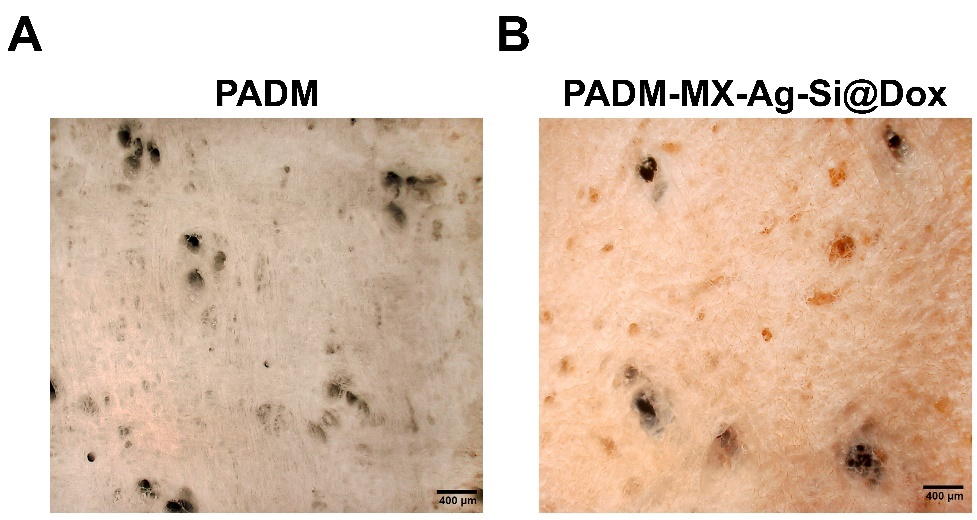 A
B
PADM
PADM-MX-Ag-Si@Dox
400 µm
400 µm